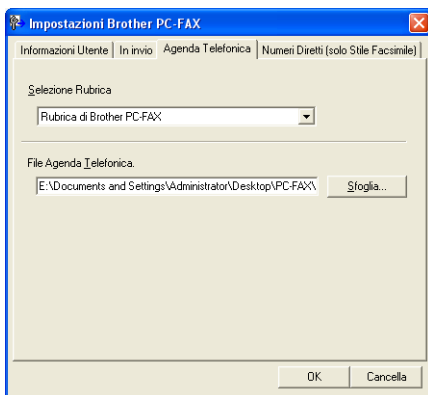 Impostazioni Brother PC-FAX
Informazioni Utente In invio Agenda Telefonica Numeri Diretti (solo Stile Facsimile)
Selezione Rubrica
Rubrica di Brother PC-FAX
File Agenda Telefonica.
E:\Documents and Settings\Administrator\Desktop\PC-FAX\ Sfoglia...
OK Cancella